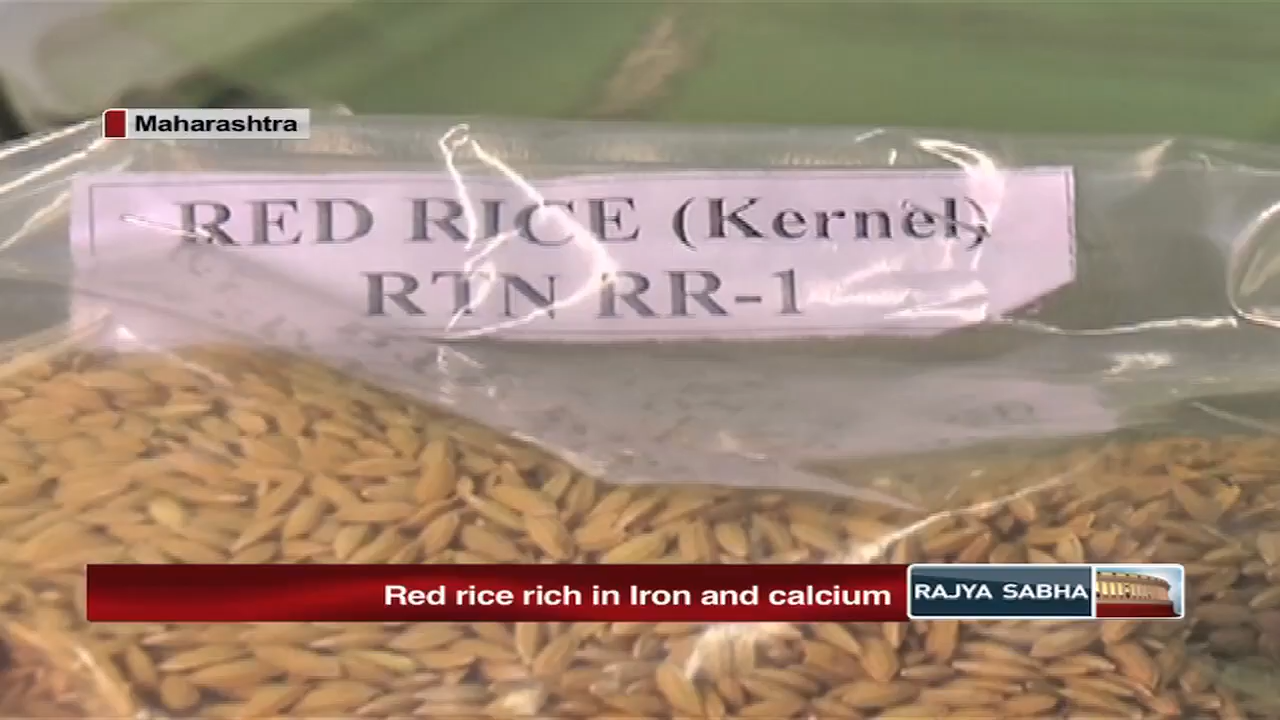 Maharashtra
RED RICE (Kernel)
RTN RR-1
Red rice rich in Iron and calcium
RAJYA SABHA